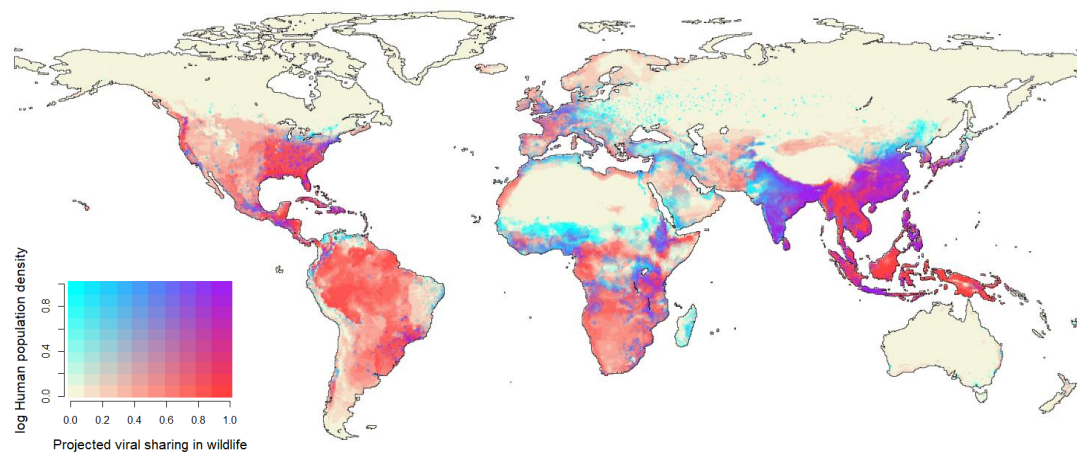 log Human population density
0.8
0.4
0.0
0.0 0.2 0.4 0.6 0.8 1.0
Projected viral sharing in wildlife